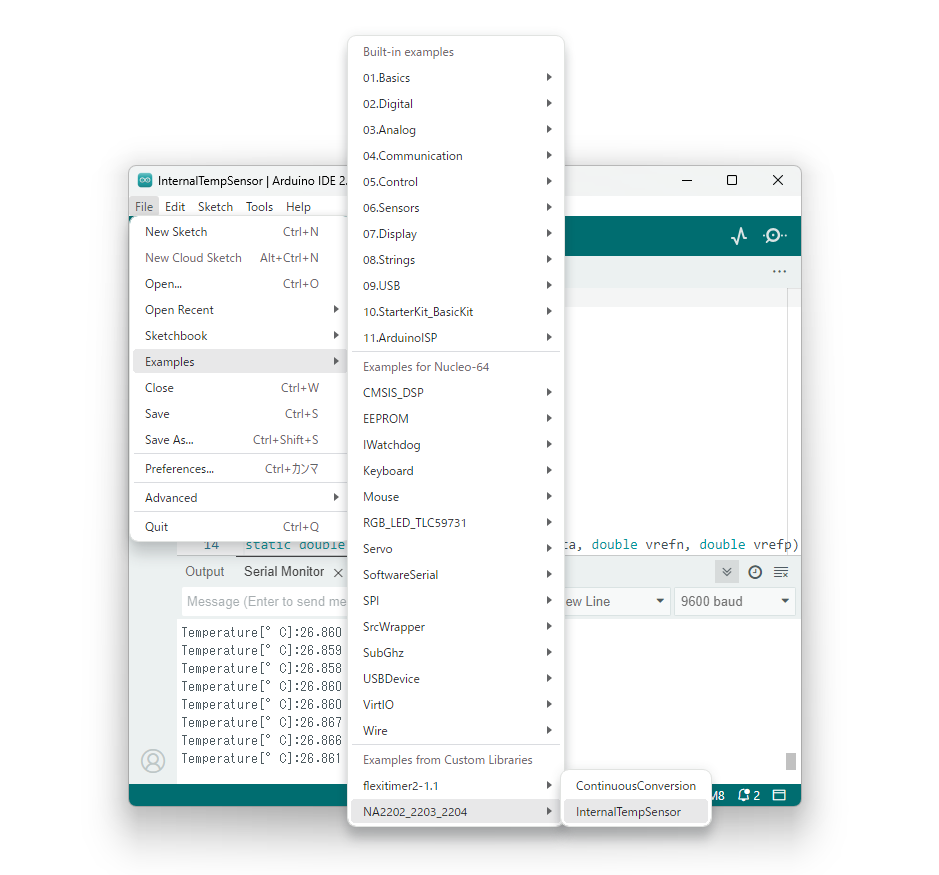 InternalTempSensor | Arduino IDE 2.
File Edit Sketch Tools Help
New Sketch Ctrl+N
New Cloud Sketch Alt+Ctrl+N
Open... Ctrl+O
Open Recent
Sketchbook
Examples
Close Ctrl+W
Save Ctrl+S
Save As... Ctrl+Shift+S
Preferences... Ctrl+カンマ
Advanced
Quit Ctrl+Q
Built-in examples
01.Basics
02.Digital
03.Analog
04.Communication
05.Control
06.Sensors
07.Display
08.Strings
09.USB
10.StarterKit_BasicKit
11.ArduinoISP
Examples for Nucleo-64
CMSIS_DSP
EEPROM
IWatchdog
Keyboard
Mouse
RGB_LED_TLC59731
Servo
SoftwareSerial
SPI
SrcWrapper
SubGhz
USBDevice
VirtIO
Wire
Examples from Custom Libraries
flexitimer2-1.1
NA2202_2203_2204
ContinuousConversion
InternalTempSensor
14 static double ta, double vrefn, double vrefp)
Output Serial Monitor
Message (Enter to send me ew Line 9600 baud
Temperature[° C]:26.860
Temperature[° C]:26.859
Temperature[° C]:26.858
Temperature[° C]:26.860
Temperature[° C]:26.860
Temperature[° C]:26.867
Temperature[° C]:26.866
Temperature[° C]:26.861
M8 2